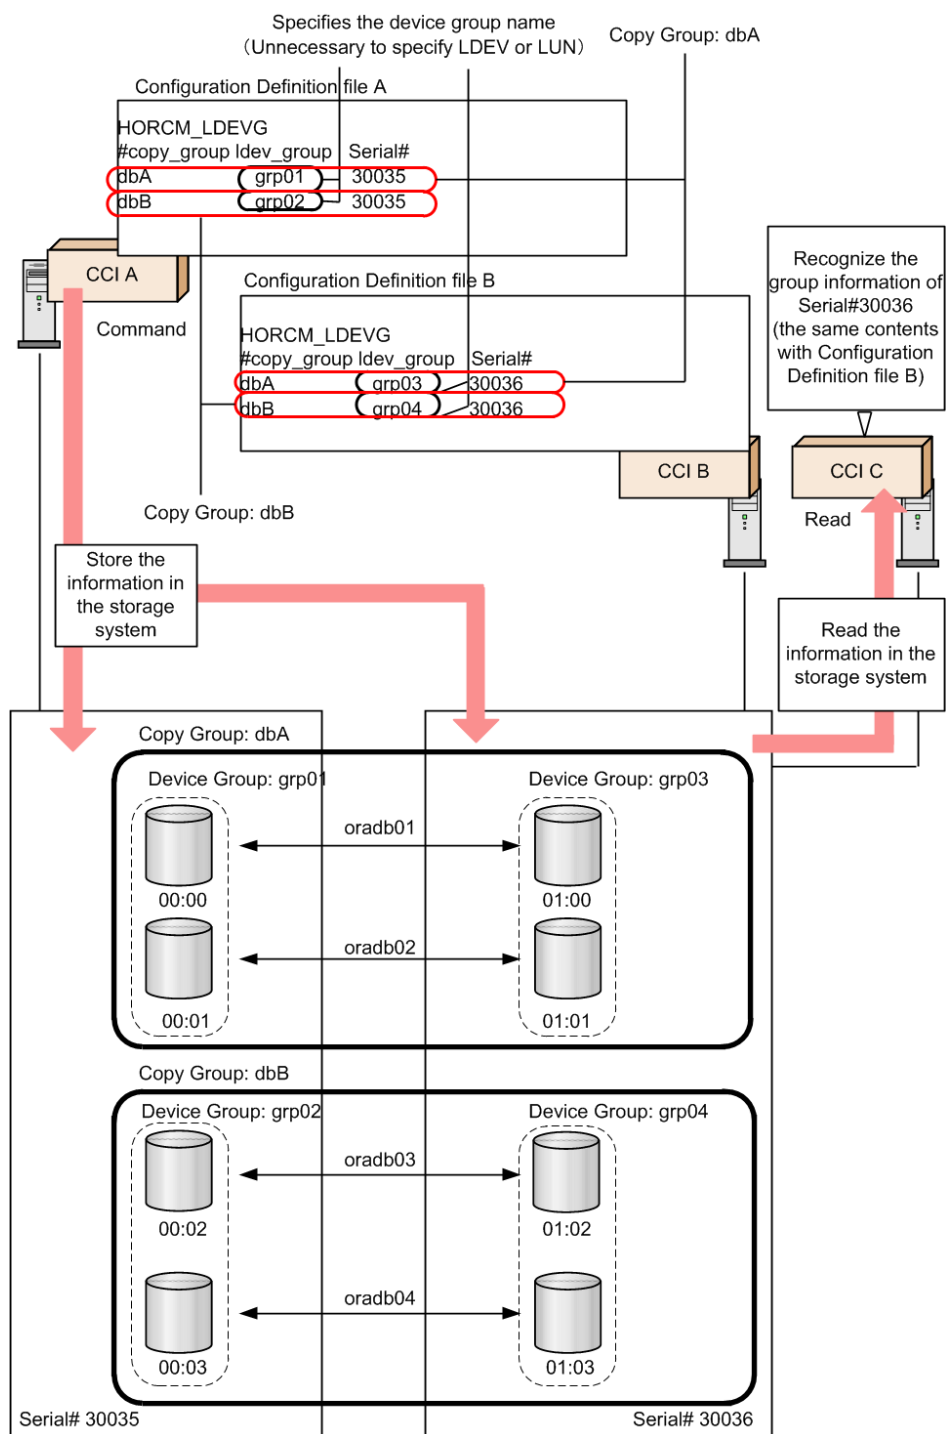 Specifies the device group name
（Unnecessary to specify LDEV or LUN）
Copy Group: dbA
Configuration Definition file A
HORCM_LDEVG
#copy_group ldev_group Serial#
dbA grp01 30035
dbB grp02 30035
CCI A
Command
Configuration Definition file B
HORCM_LDEVG
#copy_group ldev_group Serial#
dbA grp03 30036
dbB grp04 30036
Recognize the
group information of
Serial#30036
(the same contents
with Configuration
Definition file B)
CCI B
CCI C
Copy Group: dbB
Read
Store the
information in
the storage
system
Read the
information in the
storage system
Copy Group: dbA
Device Group: grp01
Device Group: grp03
oradb01
00:00
01:00
oradb02
00:01
01:01
Copy Group: dbB
Device Group: grp02
Device Group: grp04
oradb03
00:02
01:02
oradb04
00:03
01:03
Serial# 30035
Serial# 30036